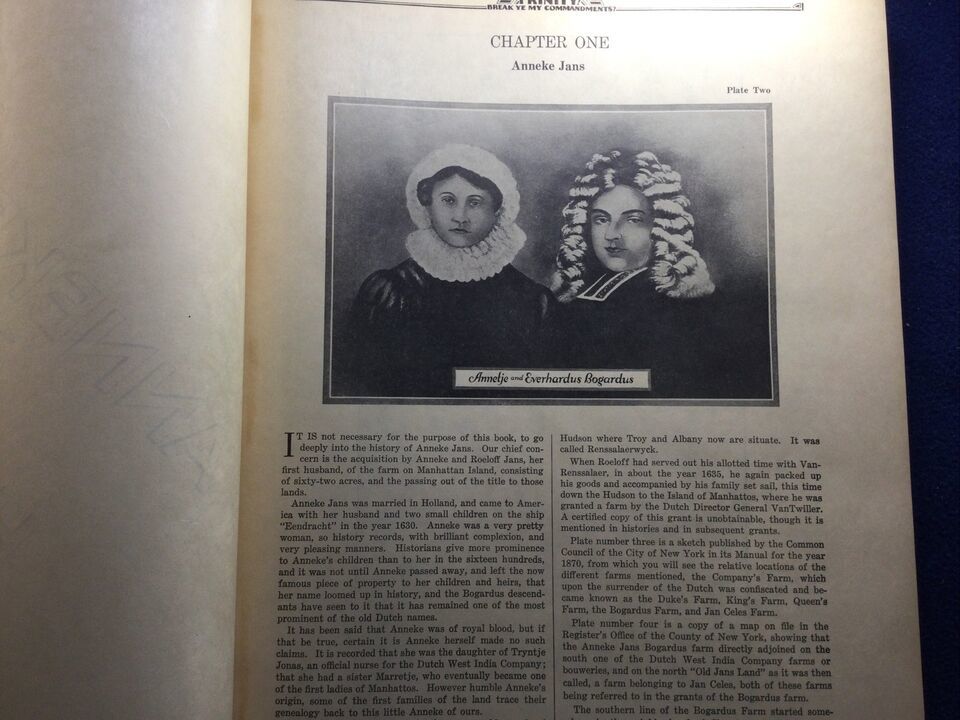 TRINITY
BREAK YE MY COMMANDMENTS?
CHAPTER ONE
Anneke Jans
Plate Two
Annetje and Everhardus Bogardus
IT IS not necessary for the purpose of this book, to go
deeply into the history of Anneke Jans. Our chief con-
cern is the acquisition by Anneke and Roeloff Jans, her
first husband, of the farm on Manhattan Island, consisting
of sixty-two acres, and the passing out of the title to those
lands.
Anneke Jans was married in Holland, and came to Amer-
ica with her husband and two small children on the ship
"Eendracht" in the year 1630. Anneke was a very pretty
woman, so history records, with brilliant complexion, and
very pleasing manners. Historians give more prominence
to Anneke's children than to her in the sixteen hundreds,
and it was not until Anneke passed away, and left the now
famous piece of property to her children and heirs, that
her name loomed up in history, and the Bogardus descend-
ants have seen to it that it has remained one of the most
prominent of the old Dutch names.
It has been said that Anneke was of royal blood, but if
that be true, certain it is Anneke herself made no such
claims. It is recorded that she was the daughter of Tryntje
Jonas, an official nurse for the Dutch West India Company;
that she had a sister Marretje, who eventually became one
of the first ladies of Manhattos. However humble Anneke's
origin, some of the first families of the land trace their
genealogy back to this little Anneke of ours.
Hudson where Troy and Albany now are situate. It was
called Renssalaerwyck.
When Roeloff had served out his allotted time with Van-
Renssalaer, in about the year 1635, he again packed up
his goods and accompanied by his family set sail, this time
down the Hudson to the Island of Manhattos, where he was
granted a farm by the Dutch Director General VanTwiller.
A certified copy of this grant is unobtainable, though it is
mentioned in histories and in subsequent grants.
Plate number three is a sketch published by the Common
Council of the City of New York in its Manual for the year
1870, from which you will see the relative locations of the
different farms mentioned, the Company's Farm, which
upon the surrender of the Dutch was confiscated and be-
came known as the Duke's Farm, King's Farm, Queen's
Farm, the Bogardus Farm, and Jan Celes Farm.
Plate number four is a copy of a map on file in the
Register's Office of the County of New York, showing that
the Anneke Jans Bogardus farm directly adjoined on the
south one of the Dutch West India Company farms or
bouweries, and on the north "Old Jans Land" as it was then
called, a farm belonging to Jan Celes, both of these farms
being referred to in the grants of the Bogardus farm.
The southern line of the Bogardus Farm started some-